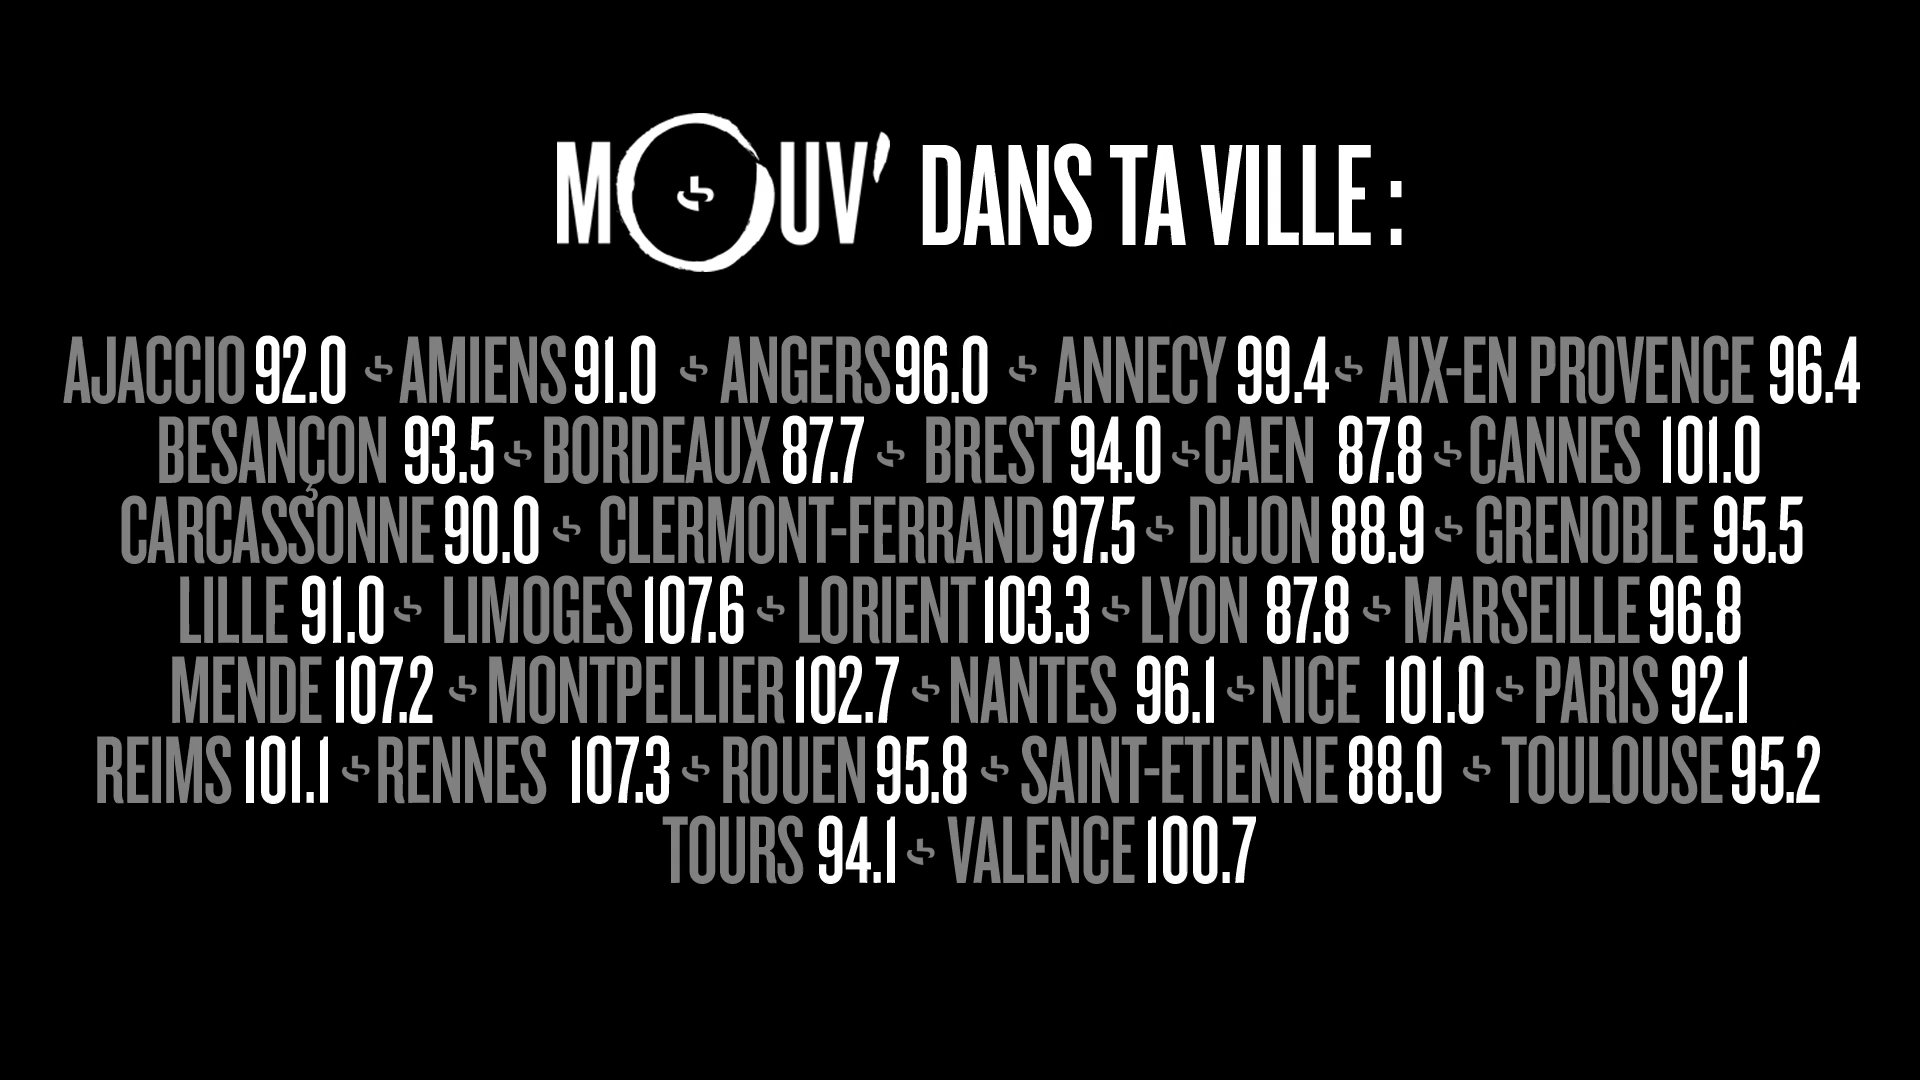 MOUV' DANS TA VILLE :
AJACCIO 92.0 AMIENS 91.0 ANGERS 96.0 ANNECY 99.4 AIX-EN PROVENCE 96.4
BESANÇON 93.5 BORDEAUX 87.7 BREST 94.0 CAEN 87.8 CANNES 101.0
CARCASSONNE 90.0 CLERMONT-FERRAND 97.5 DIJON 88.9 GRENOBLE 95.5
LILLE 91.0 LIMOGES 107.6 LORIENT 103.3 LYON 87.8 MARSEILLE 96.8
MENDE 107.2 MONTPELLIER 102.7 NANTES 96.1 NICE 101.0 PARIS 92.1
REIMS 101.1 RENNES 107.3 ROUEN 95.8 SAINT-ETIENNE 88.0 TOULOUSE 95.2
TOURS 94.1 VALENCE 100.7